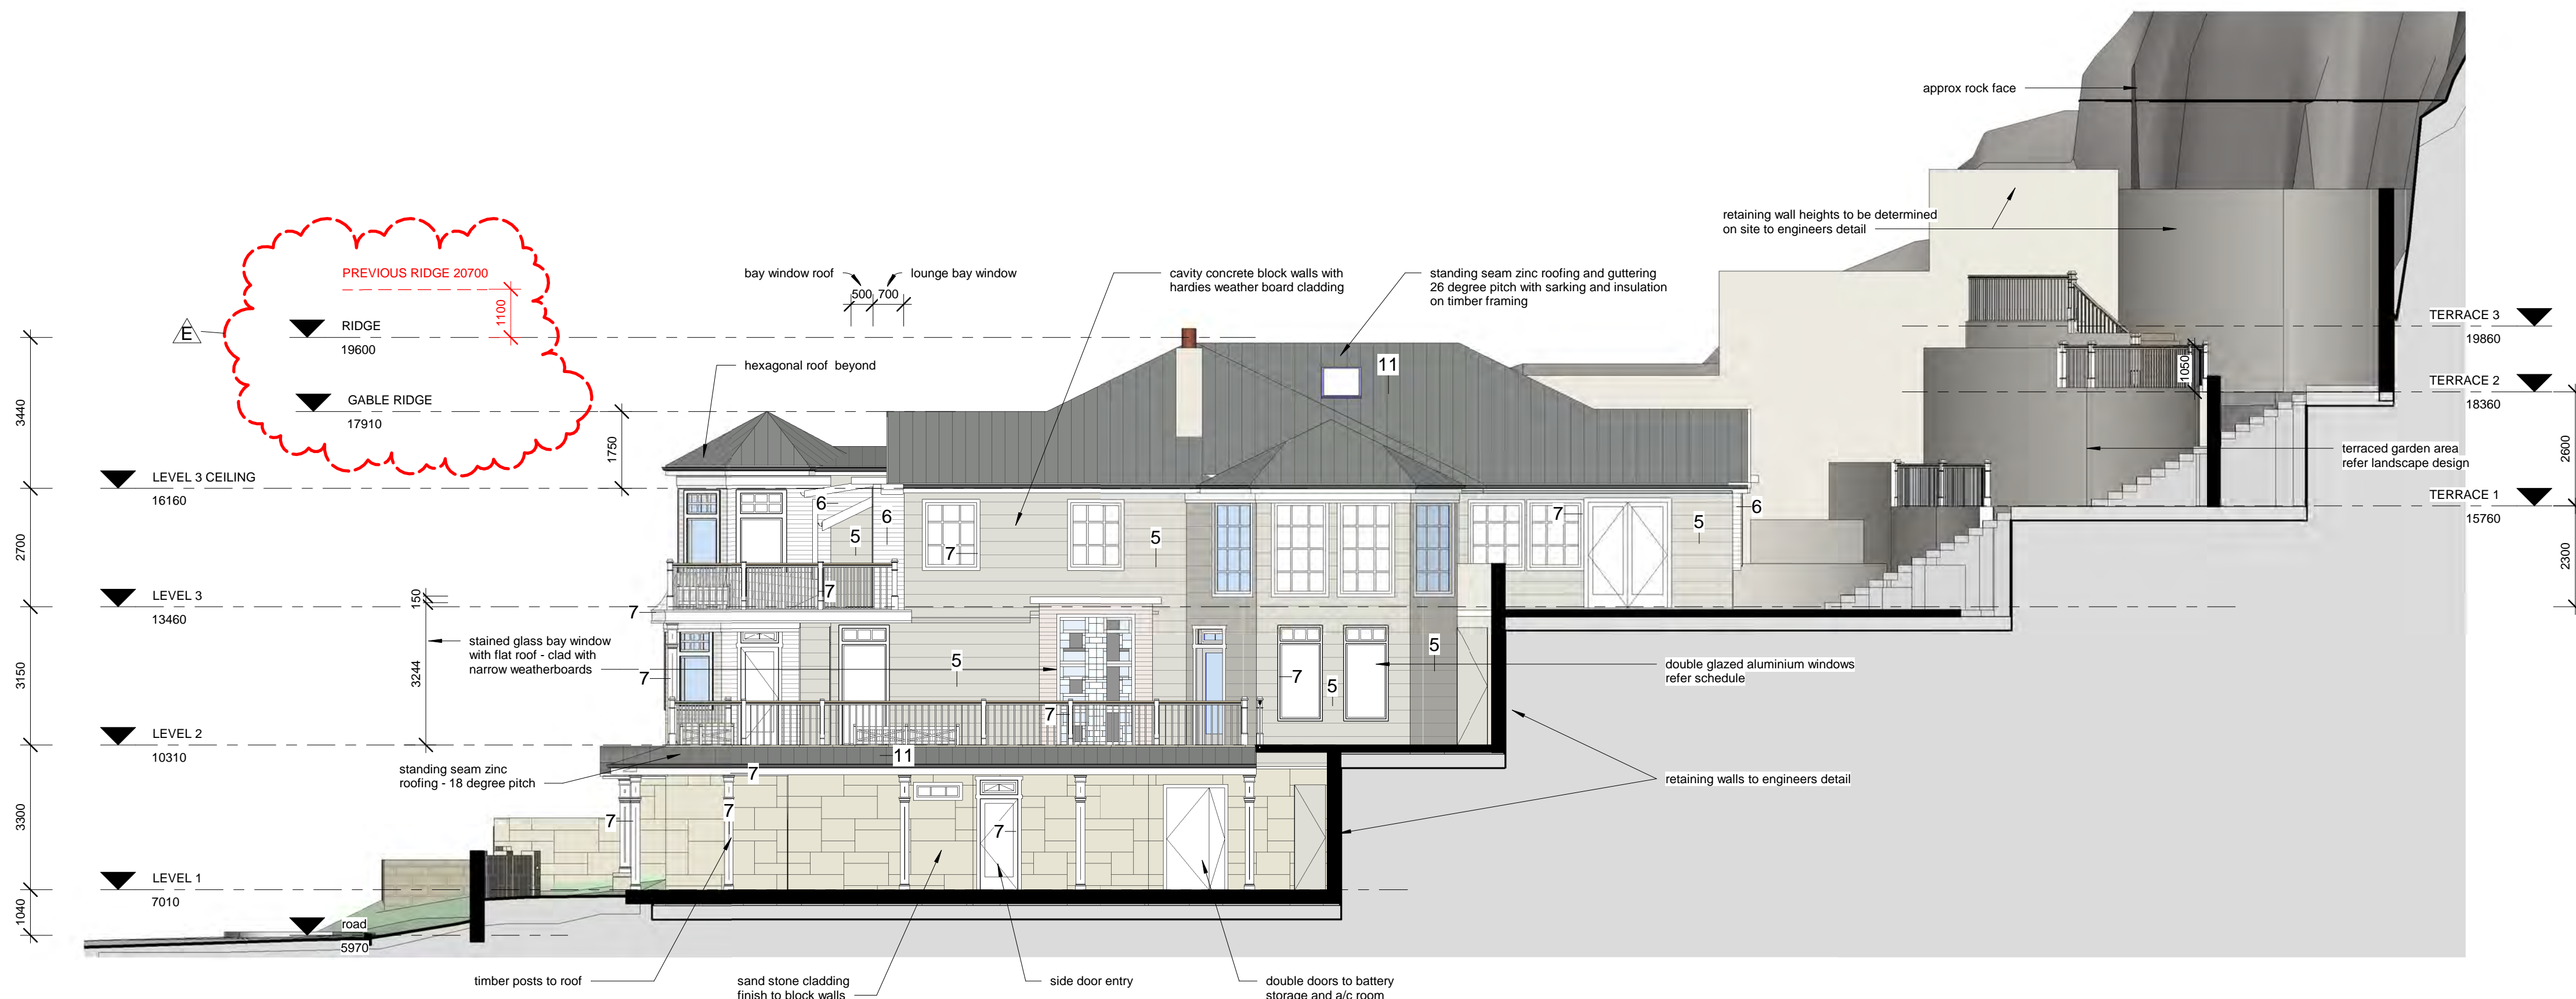 approx rock face
retaining wall heights to be determined
on site to engineers detail
PREVIOUS RIDGE 20700
1100
E
RIDGE
19600
GABLE RIDGE
17910
bay window roof
lounge bay window
500
700
cavity concrete block walls with
hardies weather board cladding
standing seam zinc roofing and guttering
26 degree pitch with sarking and insulation
on timber framing
hexagonal roof beyond
11
TERRACE 3
19860
1050
TERRACE 2
18360
terraced garden area
refer landscape design
2600
TERRACE 1
15760
2300
3440
1750
LEVEL 3 CEILING
16160
2700
6
6
5
7
5
7
5
6
7
LEVEL 3
13460
150
7
3150
3244
stained glass bay window
with flat roof - clad with
narrow weatherboards
7
5
7
7
5
5
double glazed aluminium windows
refer schedule
LEVEL 2
10310
standing seam zinc
roofing - 18 degree pitch
11
7
retaining walls to engineers detail
3300
7
7
7
LEVEL 1
7010
1040
road
5970
timber posts to roof
sand stone cladding
finish to block walls
side door entry
double doors to battery
storage and a/c room